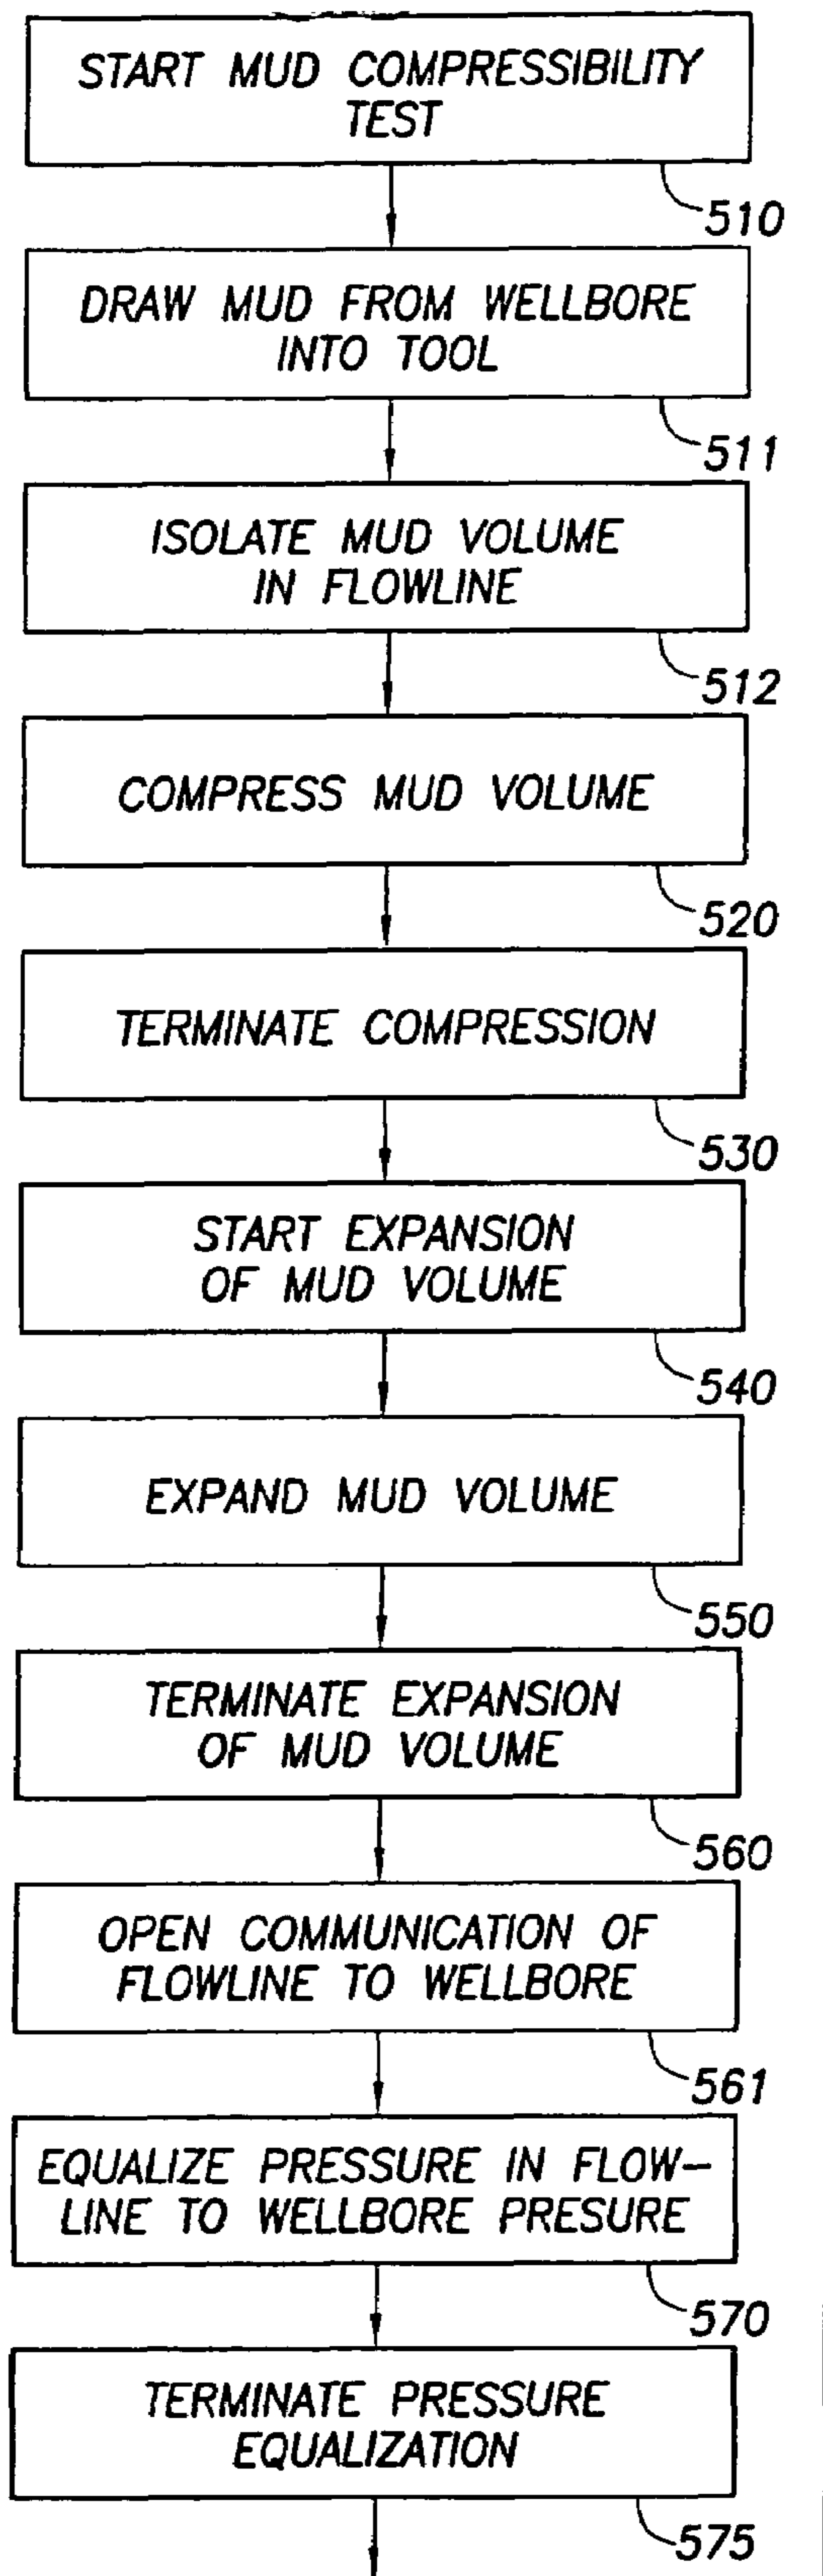 START MUD COMPRESSIBILITY
TEST
510
DRAW MUD FROM WELLBORE
INTO TOOL
511
ISOLATE MUD VOLUME
IN FLOWLINE
512
COMPRESS MUD VOLUME
520
TERMINATE COMPRESSION
530
START EXPANSION
OF MUD VOLUME
540
EXPAND MUD VOLUME
550
TERMINATE EXPANSION
OF MUD VOLUME
560
OPEN COMMUNICATION OF
FLOWLINE TO WELLBORE
561
EQUALIZE PRESSURE IN FLOW-
LINE TO WELLBORE PRESURE
570
TERMINATE PRESSURE
EQUALIZATION
575